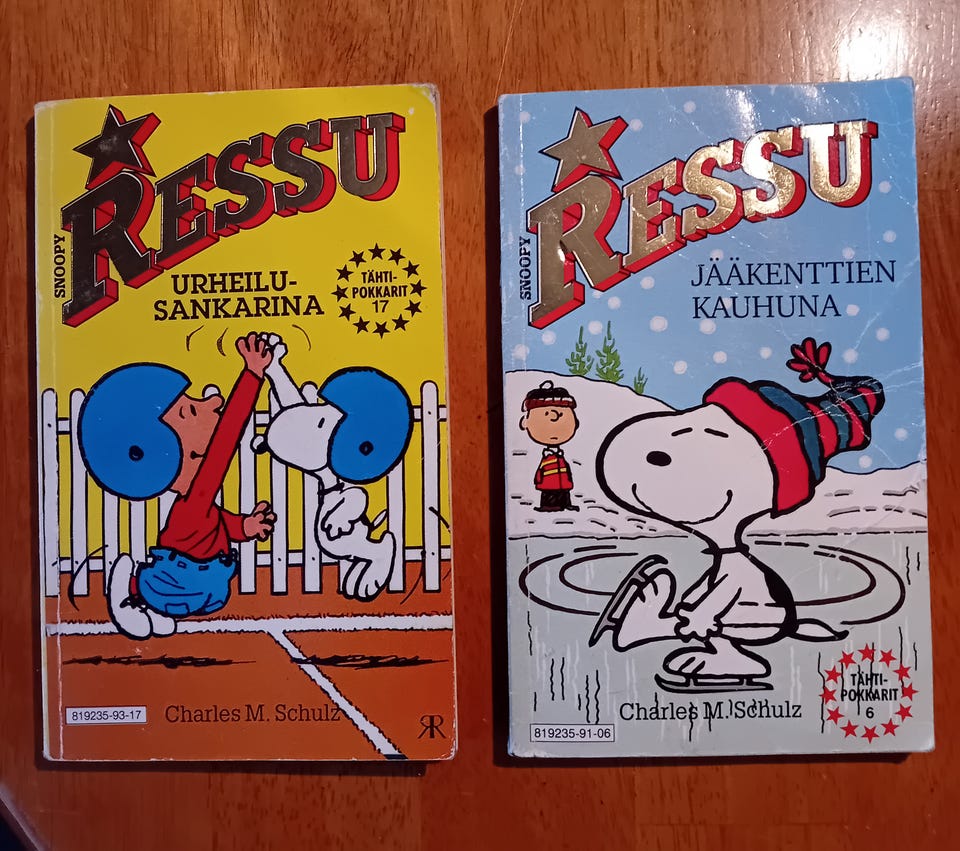 RESSU
SNOOPY
URHEILU-
SANKARINA
TÄHTI-
POKKARIT
17
819235-93-17
Charles M. Schulz
RR
RESSU
SNOOPY
JÄÄKENTTIEN
KAUHUNA
TÄHTI-
POKKARIT
6
Charles M. Schulz
819235-91-06